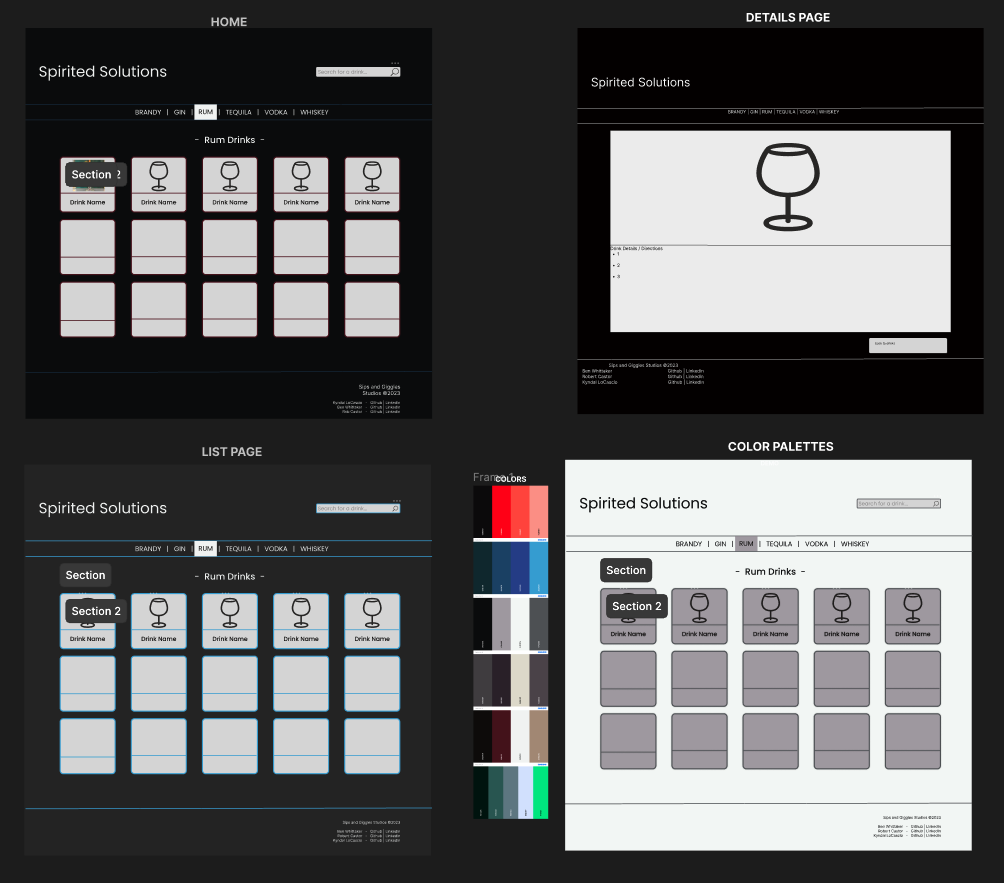 HOME
Spirited Solutions
Search for a drink...
BRANDY | GIN | RUM | TEQUILA | VODKA | WHISKEY
- Rum Drinks -
Section 2
Drink Name Drink Name Drink Name Drink Name Drink Name
Sips and Giggles
Studios ©2023
Kyndal LoCascio - Github | LinkedIn
Ben Whittaker - Github | LinkedIn
Rob Castor - Github | LinkedIn
DETAILS PAGE
Spirited Solutions
BRANDY | GIN | RUM | TEQUILA | VODKA | WHISKEY
Drink Details / Directions
• 1
• 2
• 3
Sips and Giggles Studios ©2023
Ben Whittaker Github | LinkedIn
Robert Castor Github | LinkedIn
Kyndal LoCascio Github | LinkedIn
LIST PAGE
Spirited Solutions
Search for a drink...
BRANDY | GIN | RUM | TEQUILA | VODKA | WHISKEY
Section
- Rum Drinks -
Section 2
Drink Name Drink Name Drink Name Drink Name Drink Name
Sips and Giggles Studios ©2023
Ben Whittaker - Github | LinkedIn
Robert Castor - Github | LinkedIn
Kyndal LoCascio - Github | LinkedIn
COLOR PALETTES
Frame 1
COLORS
Spirited Solutions
Search for a drink...
BRANDY | GIN | RUM | TEQUILA | VODKA | WHISKEY
Section
- Rum Drinks -
Section 2
Drink Name Drink Name Drink Name Drink Name Drink Name
Sips and Giggles Studios ©2023
Ben Whittaker - Github | LinkedIn
Robert Castor - Github | LinkedIn
Kyndal LoCascio - Github | LinkedIn